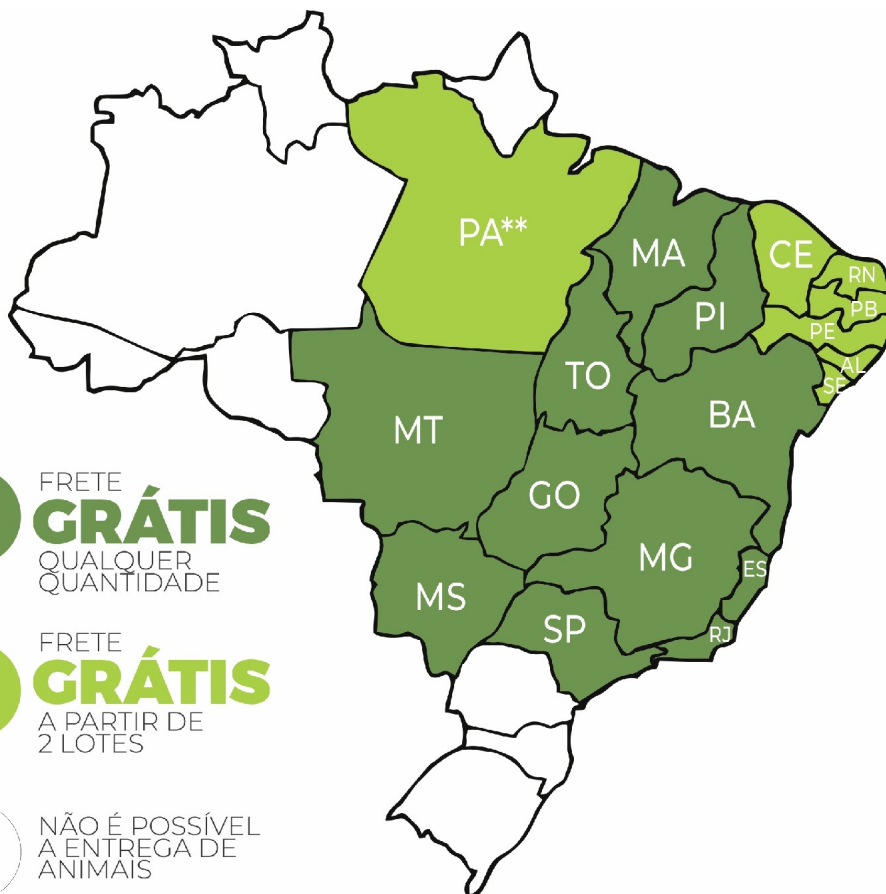 PA**
MA
CE
RN
PI
PB
PE
AL
SE
TO
BA
MT
GO
MG
ES
MS
SP
RJ
FRETE
GRÁTIS
QUALQUER
QUANTIDADE
FRETE
GRÁTIS
A PARTIR DE
2 LOTES
NÃO É POSSÍVEL
A ENTREGA DE
ANIMAIS